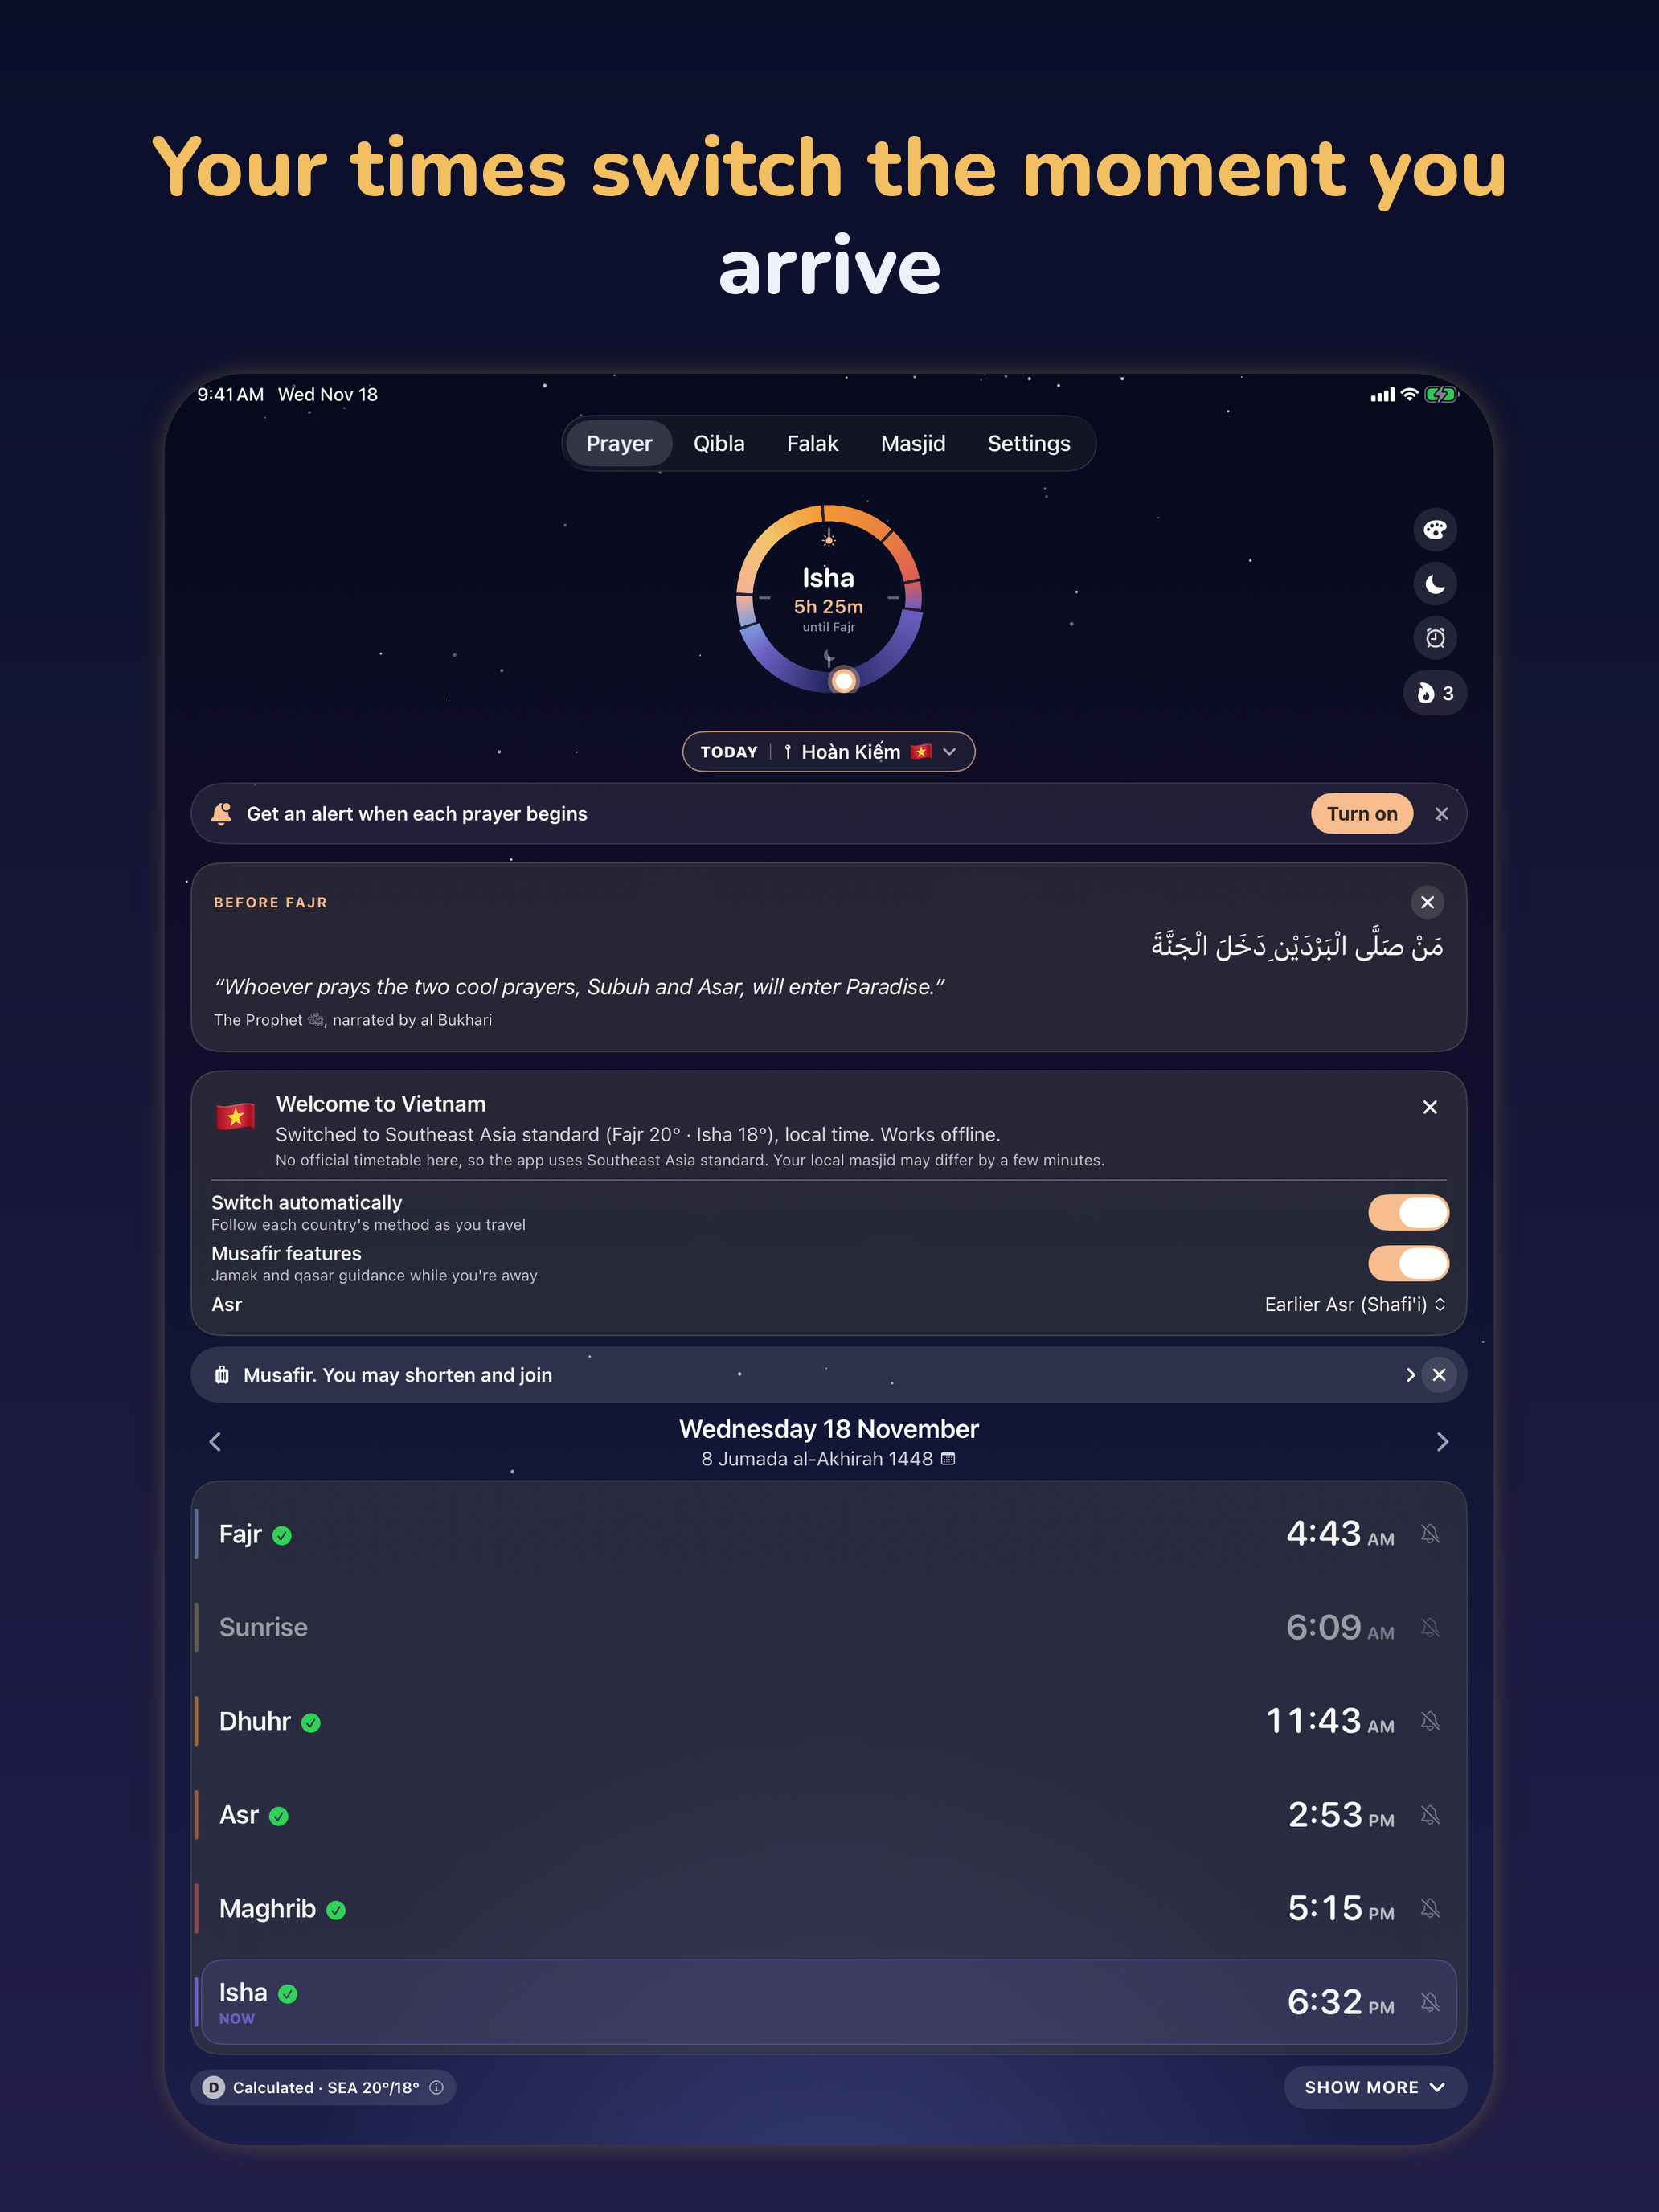 Your times switch the moment you
arrive
9:41 AM Wed Nov 18
Prayer Qibla Falak Masjid Settings
Isha
5h 25m
until Fajr
3
TODAY Hoàn Kiếm
Get an alert when each prayer begins Turn on
BEFORE FAJR
مَنْ صَلَّى الْبَرْدَيْنِ دَخَلَ الْجَنَّةَ
“Whoever prays the two cool prayers, Subuh and Asar, will enter Paradise.”
The Prophet ﷺ, narrated by al Bukhari
Welcome to Vietnam
Switched to Southeast Asia standard (Fajr 20° · Isha 18°), local time. Works offline.
No official timetable here, so the app uses Southeast Asia standard. Your local masjid may differ by a few minutes.
Switch automatically
Follow each country's method as you travel
Musafir features
Jamak and qasar guidance while you're away
Asr Earlier Asr (Shafi'i)
Musafir. You may shorten and join
Wednesday 18 November
8 Jumada al-Akhirah 1448
Fajr 4:43 AM
Sunrise 6:09 AM
Dhuhr 11:43 AM
Asr 2:53 PM
Maghrib 5:15 PM
Isha 6:32 PM
NOW
D Calculated · SEA 20°/18° SHOW MORE